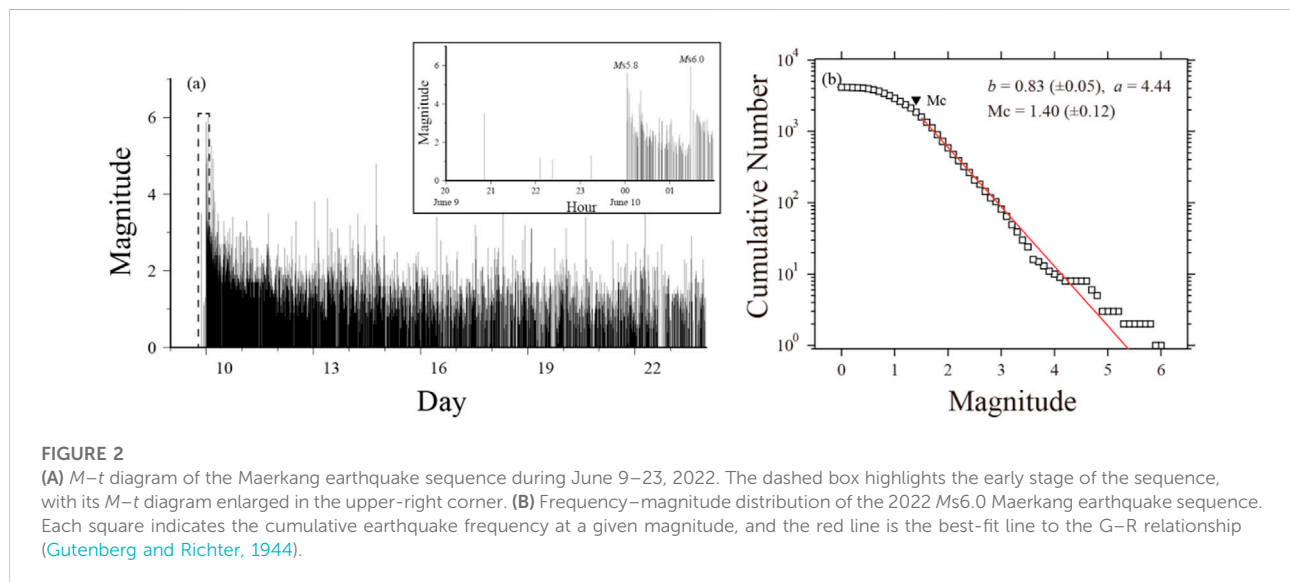 (a)
Magnitude
6
4
2
0
10
13
16
19
22
Day
Ms5.8
Ms6.0
Magnitude
6
4
2
0
20
21
22
23
00
01
June 9
June 10
Hour
(b)
b = 0.83 (±0.05), a = 4.44
Mc = 1.40 (±0.12)
Mc
Cumulative Number
10⁴
10³
10²
10¹
10⁰
0
1
2
3
4
5
6
Magnitude
FIGURE 2
(A) M–t diagram of the Maerkang earthquake sequence during June 9–23, 2022. The dashed box highlights the early stage of the sequence,
with its M–t diagram enlarged in the upper-right corner. (B) Frequency–magnitude distribution of the 2022 Ms6.0 Maerkang earthquake sequence.
Each square indicates the cumulative earthquake frequency at a given magnitude, and the red line is the best-fit line to the G–R relationship
(Gutenberg and Richter, 1944).